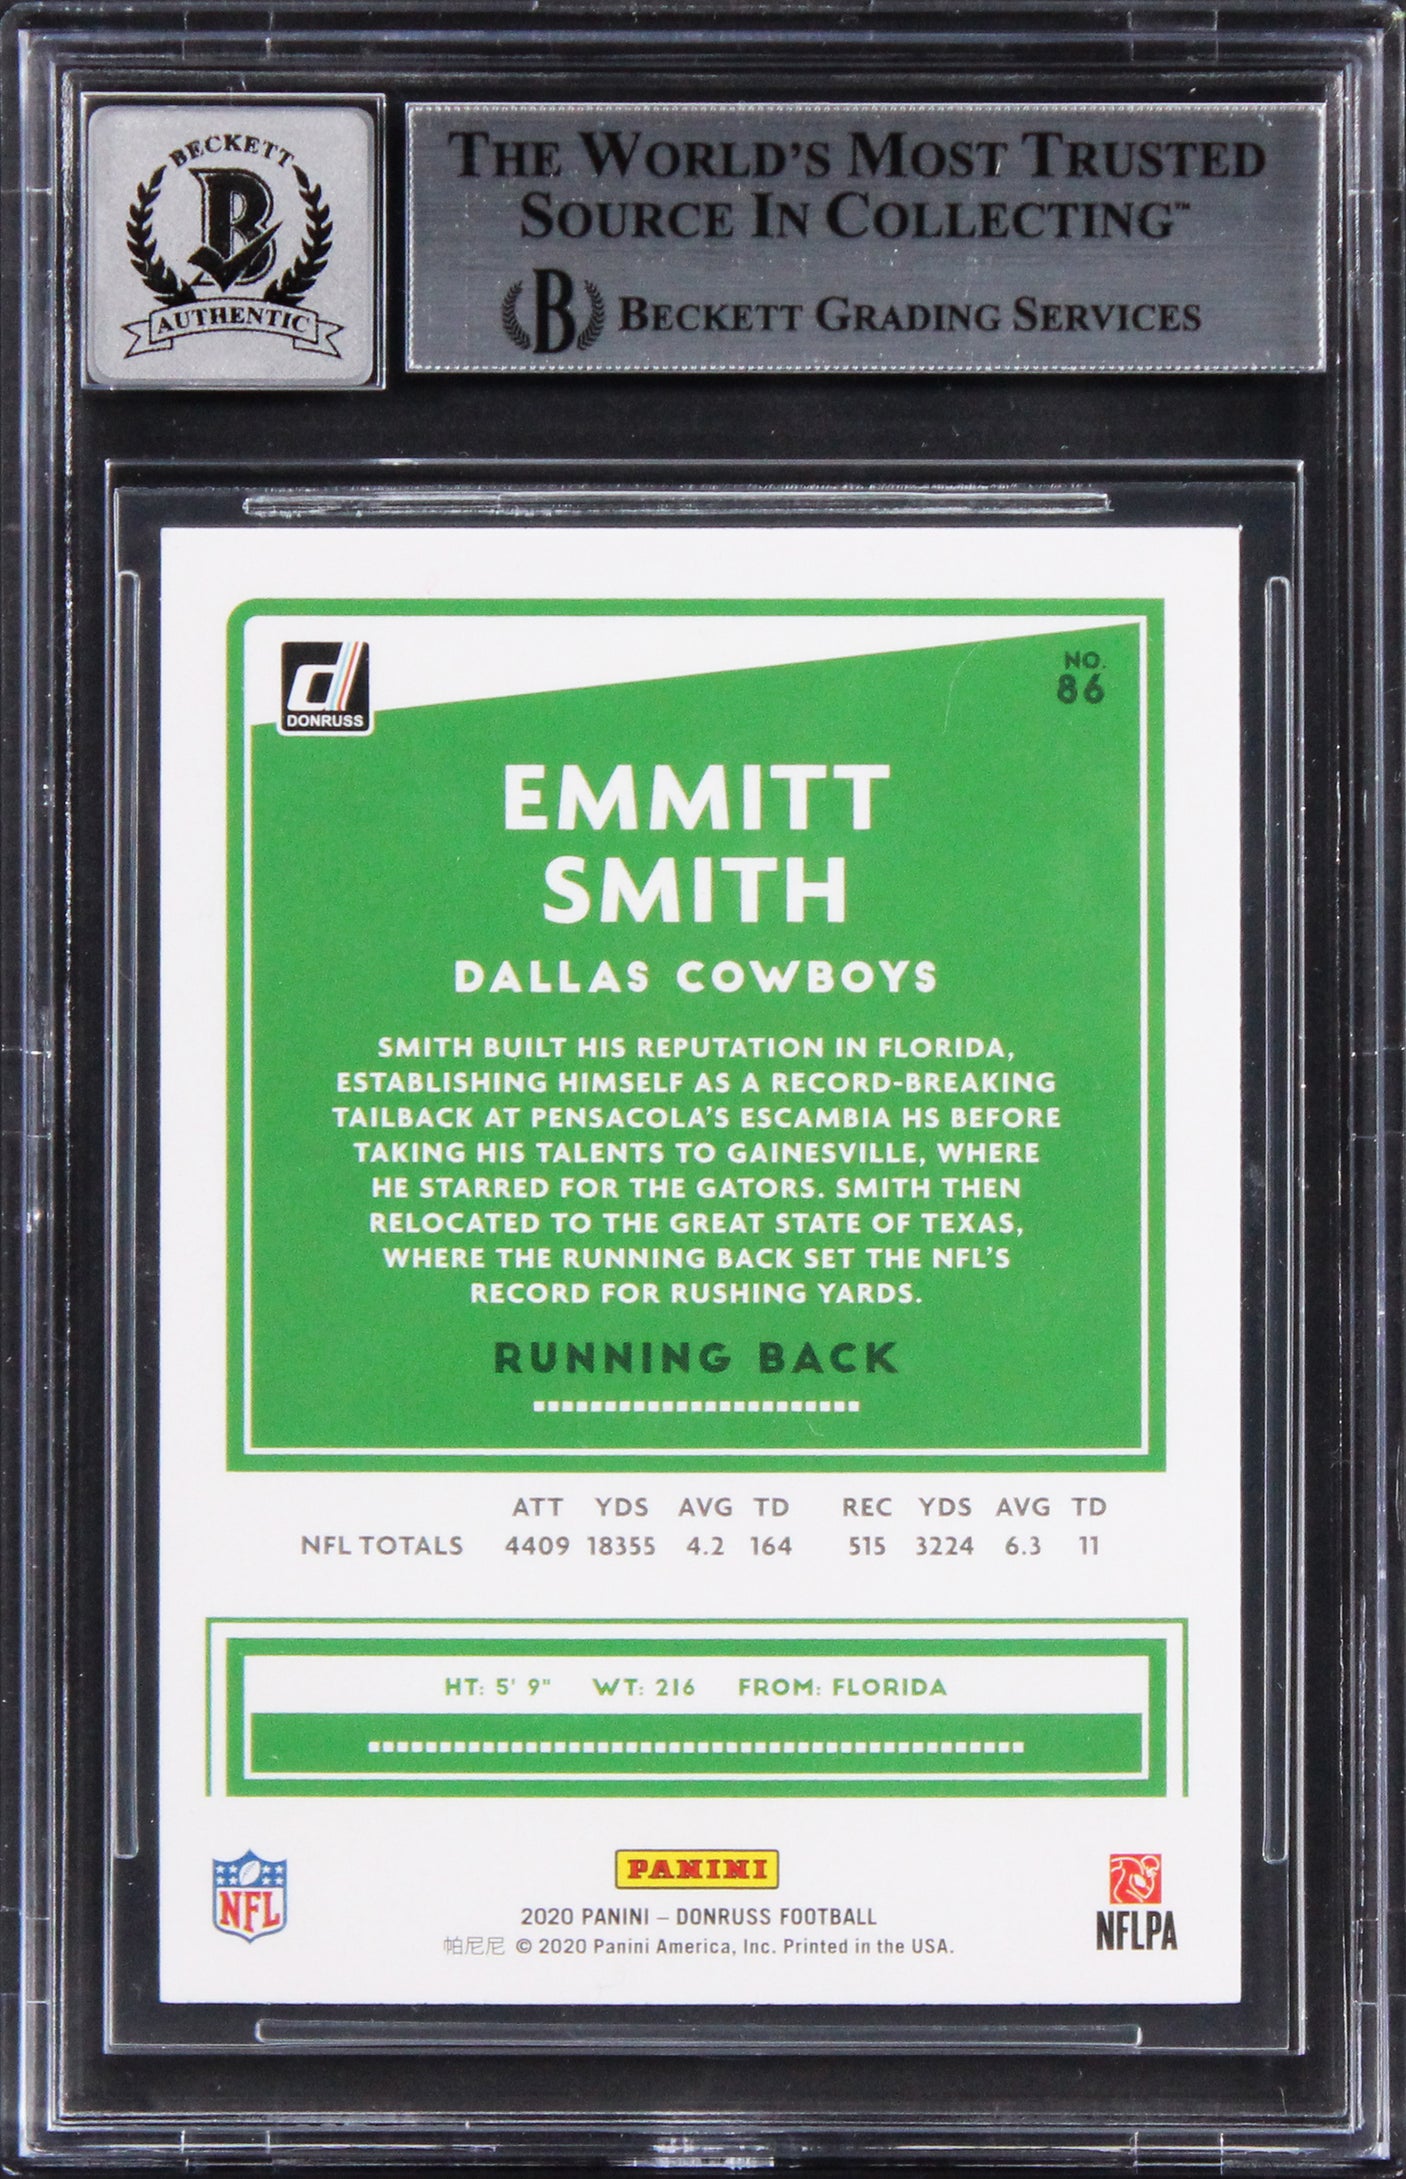 BECKETT
B
AUTHENTIC
THE WORLD'S MOST TRUSTED
SOURCE IN COLLECTING™
B BECKETT GRADING SERVICES
d
DONRUSS
NO.
86
EMMITT
SMITH
DALLAS COWBOYS
SMITH BUILT HIS REPUTATION IN FLORIDA,
ESTABLISHING HIMSELF AS A RECORD-BREAKING
TAILBACK AT PENSACOLA'S ESCAMBIA HS BEFORE
TAKING HIS TALENTS TO GAINESVILLE, WHERE
HE STARRED FOR THE GATORS. SMITH THEN
RELOCATED TO THE GREAT STATE OF TEXAS,
WHERE THE RUNNING BACK SET THE NFL'S
RECORD FOR RUSHING YARDS.
RUNNING BACK
ATT YDS AVG TD REC YDS AVG TD
NFL TOTALS 4409 18355 4.2 164 515 3224 6.3 11
HT: 5' 9" WT: 216 FROM: FLORIDA
NFL
PANINI
2020 PANINI – DONRUSS FOOTBALL
帕尼尼 © 2020 Panini America, Inc. Printed in the USA.
NFLPA